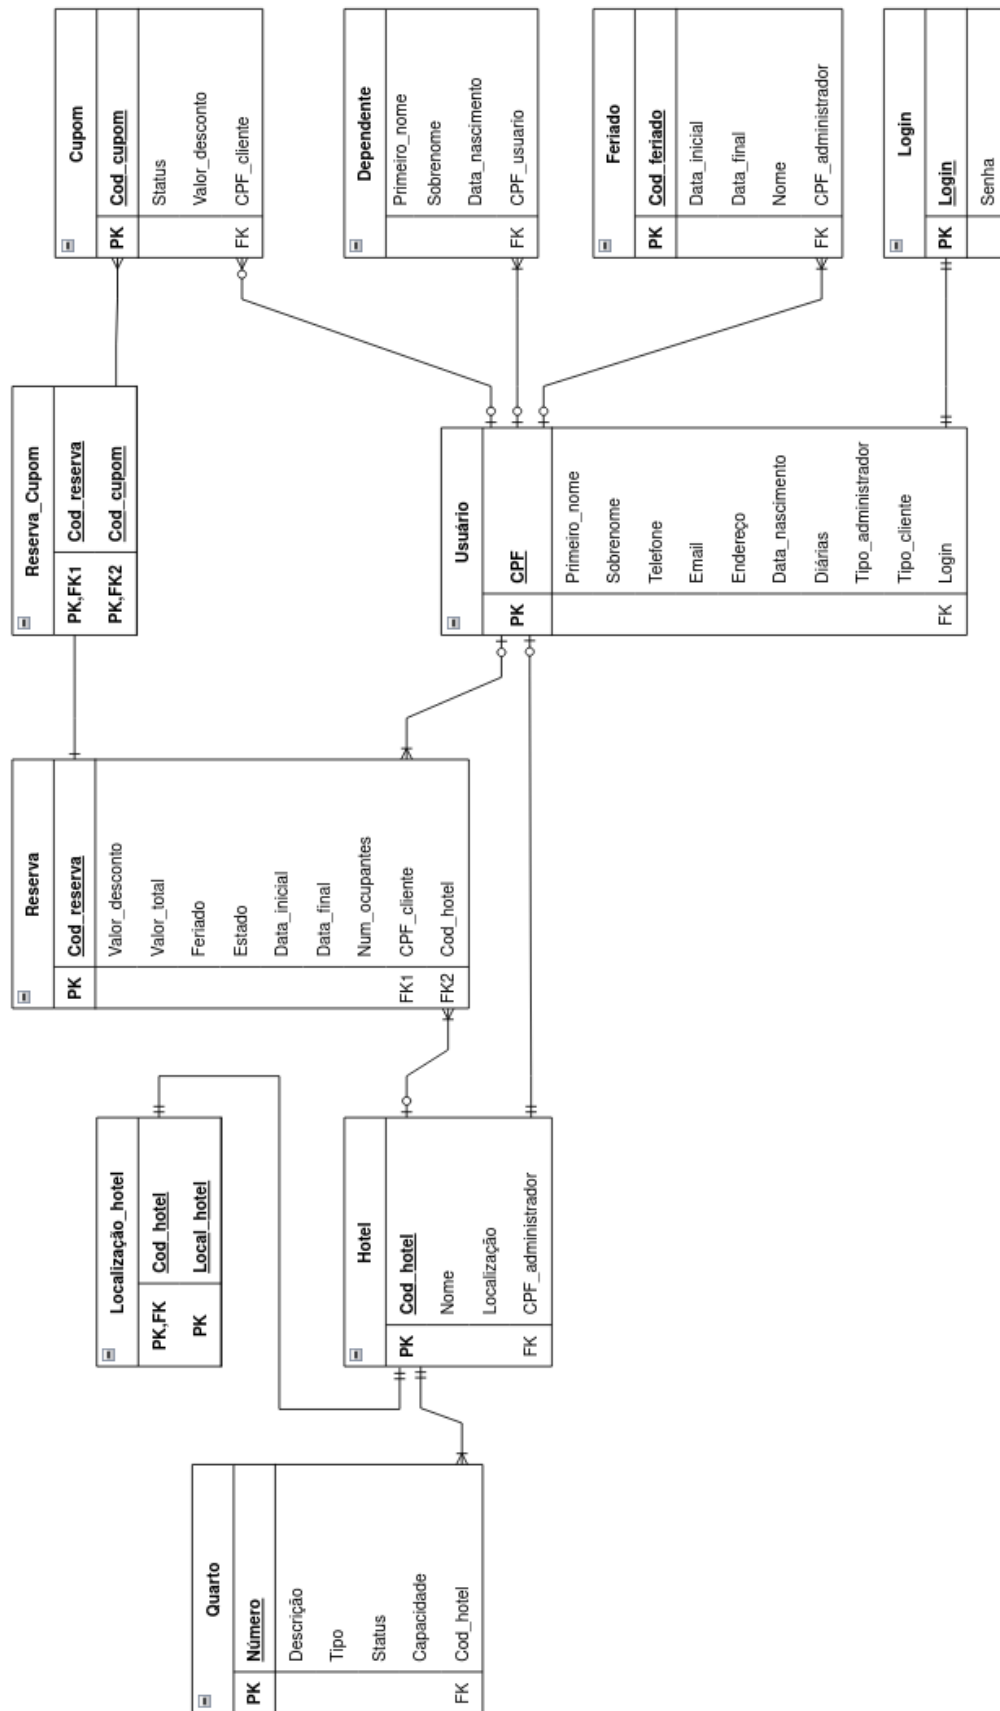 Quarto
PK Número
Descrição
Tipo
Status
Capacidade
FK Cod_hotel
Localização_hotel
PK,FK Cod_hotel
PK Local_hotel
Hotel
PK Cod_hotel
Nome
Localização
FK CPF_administrador
Reserva
PK Cod_reserva
Valor_desconto
Valor_total
Feriado
Estado
Data_inicial
Data_final
Num_ocupantes
FK1 CPF_cliente
FK2 Cod_hotel
Reserva_Cupom
PK,FK1 Cod_reserva
PK,FK2 Cod_cupom
Usuário
PK CPF
Primeiro_nome
Sobrenome
Telefone
Email
Endereço
Data_nascimento
Diárias
Tipo_administrador
Tipo_cliente
FK Login
Cupom
PK Cod_cupom
Status
Valor_desconto
FK CPF_cliente
Dependente
Primeiro_nome
Sobrenome
Data_nascimento
FK CPF_usuario
Feriado
PK Cod_feriado
Data_inicial
Data_final
Nome
FK CPF_administrador
Login
PK Login
Senha